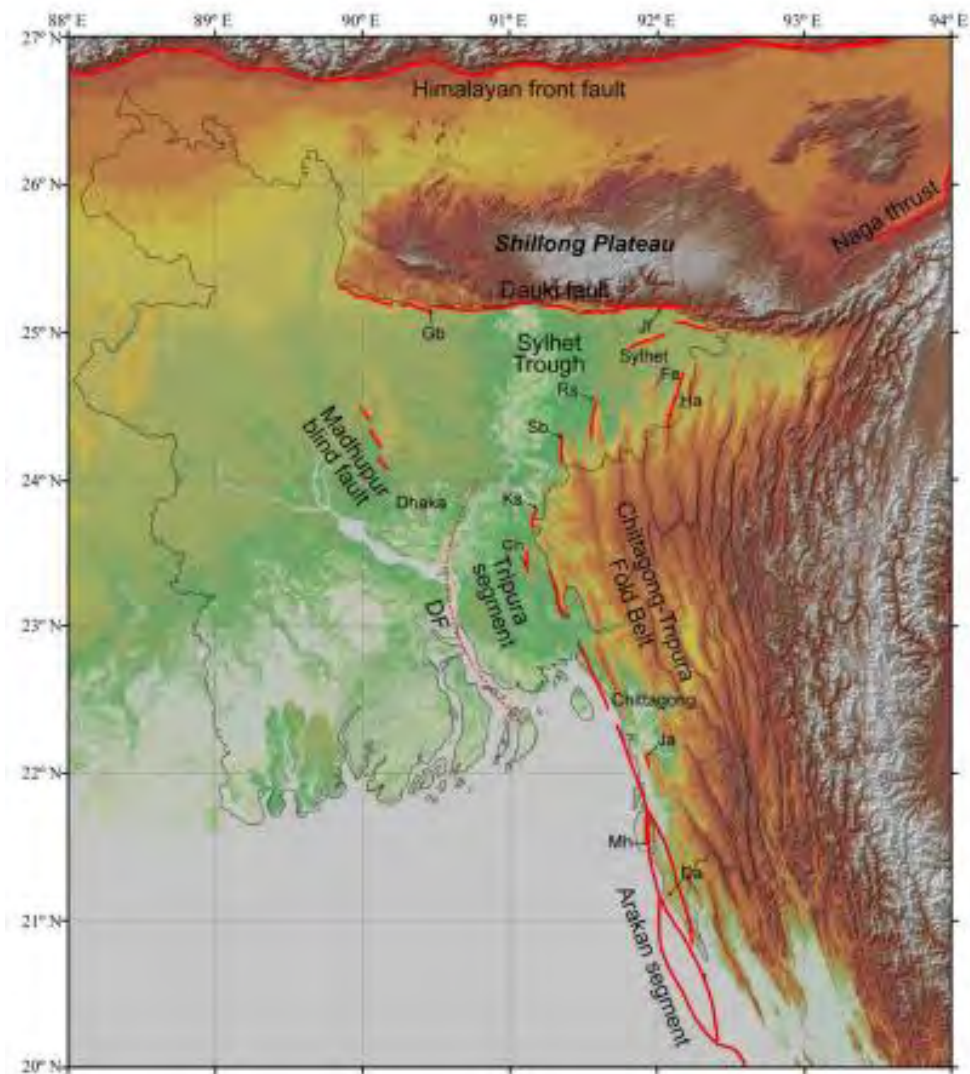 88° E
89° E
90° E
91° E
92° E
93° E
94° E
27° N
Himalayan front fault
26° N
Naga thrust
Shillong Plateau
Dauki fault
25° N
Gb
Jf
Sylhet
Trough
Sylhet
Fa
Rs
Ha
Madhupur
blind fault
Sb
24° N
Dhaka
Ks
Chittagong-Tripura
Fold Belt
Tripura
segment
DF
23° N
Chittagong
Ja
22° N
Mh
Da
21° N
Arakan segment
20° N